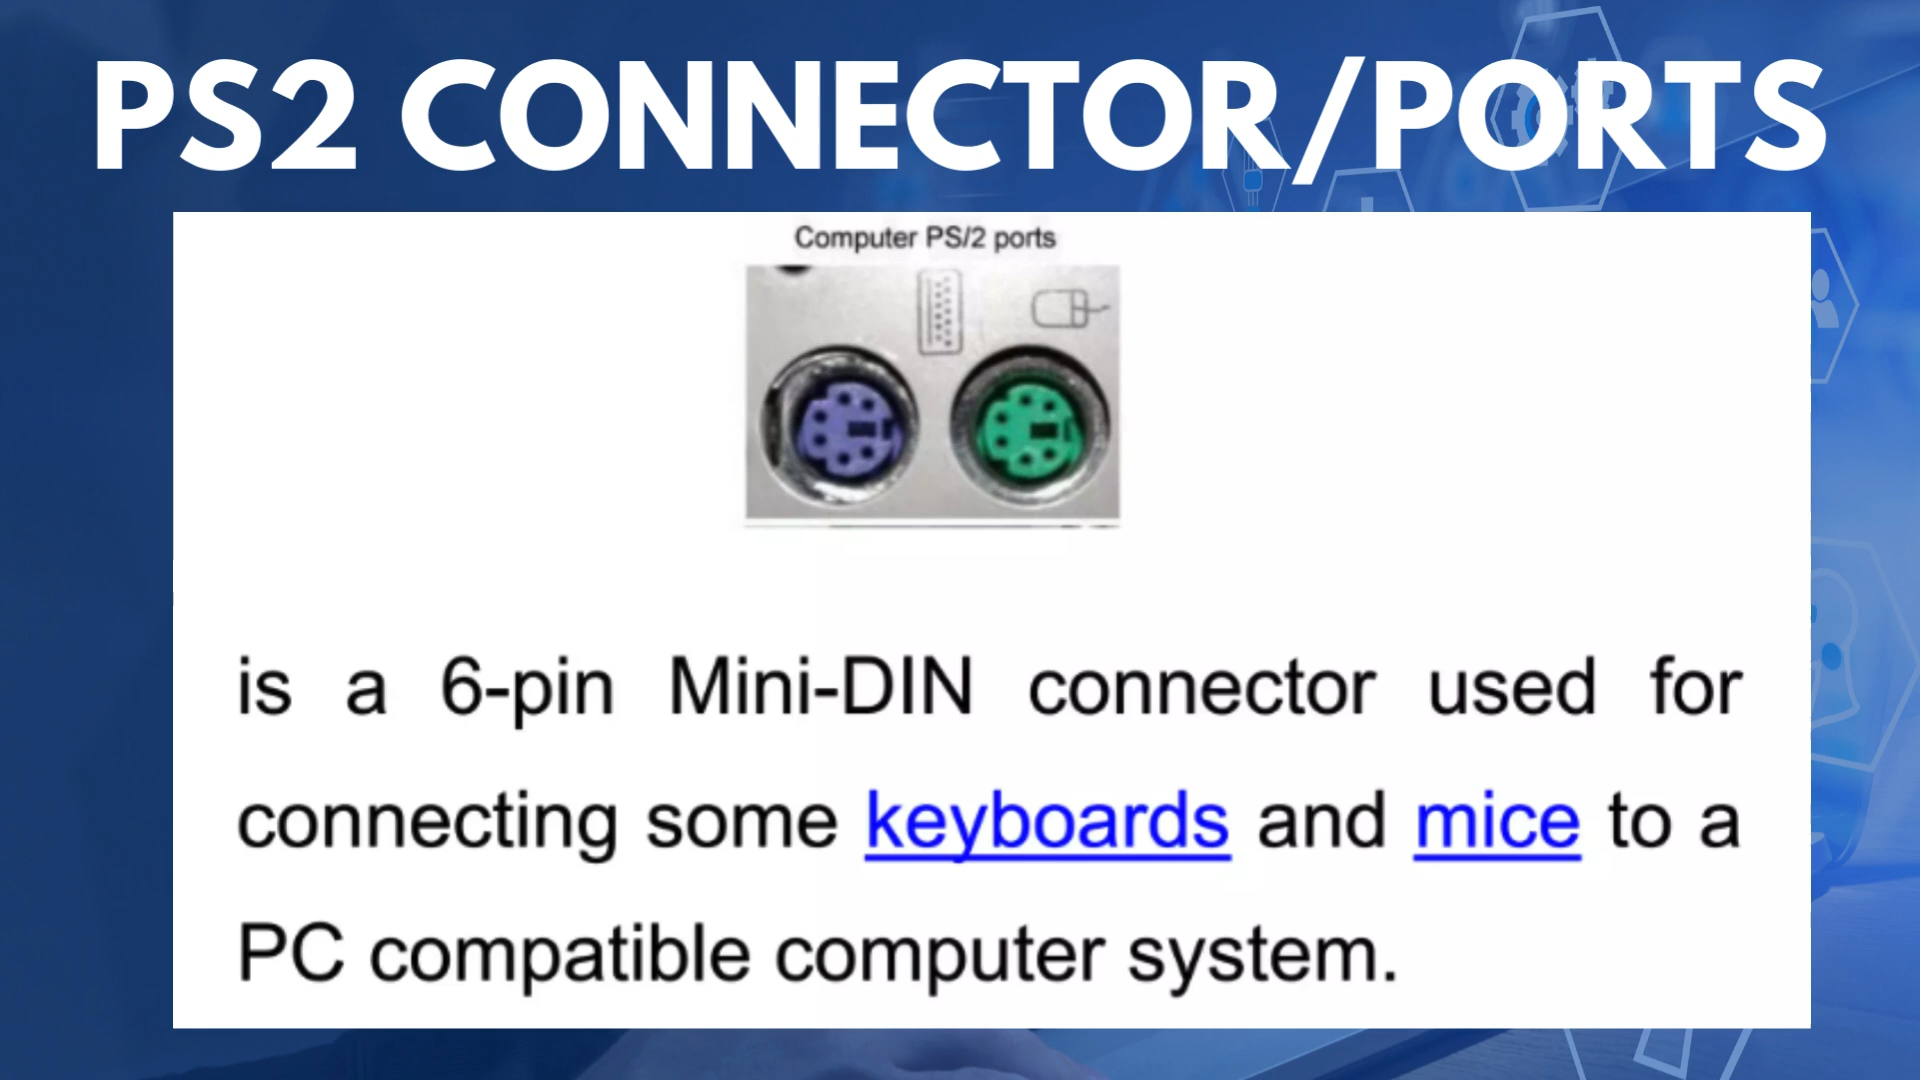 PS2 CONNECTOR/PORTS
Computer PS/2 ports
is a 6-pin Mini-DIN connector used for
connecting some keyboards and mice to a
PC compatible computer system.